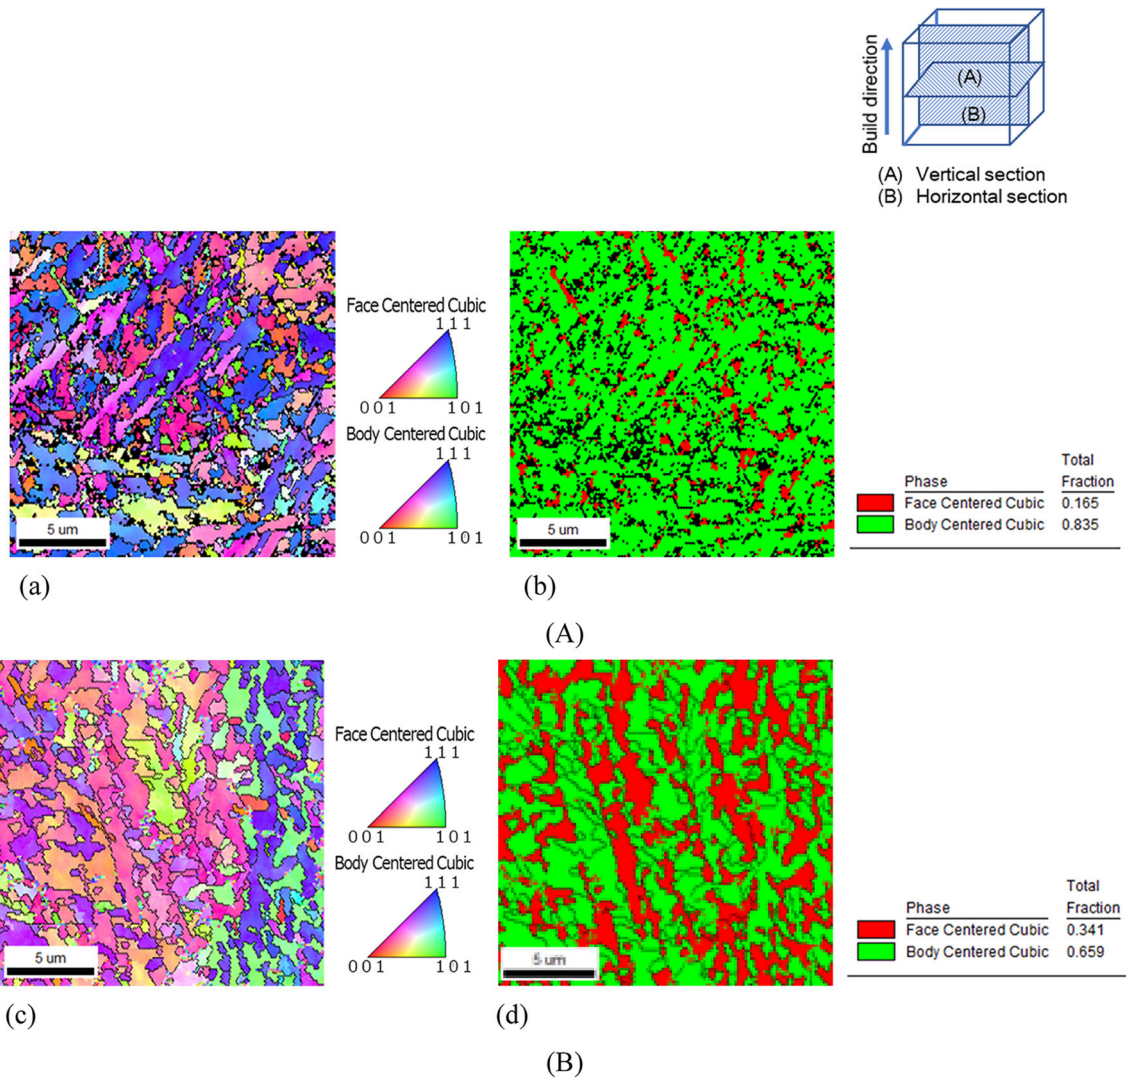 Build direction
(A)
(B)
(A) Vertical section
(B) Horizontal section
Face Centered Cubic
1 1 1
0 0 1 1 0 1
Body Centered Cubic
1 1 1
0 0 1 1 0 1
5 um
5 um
Total
Phase Fraction
Face Centered Cubic 0.165
Body Centered Cubic 0.835
(a)
(b)
(A)
Face Centered Cubic
1 1 1
0 0 1 1 0 1
Body Centered Cubic
1 1 1
0 0 1 1 0 1
5 um
5 um
Total
Phase Fraction
Face Centered Cubic 0.341
Body Centered Cubic 0.659
(c)
(d)
(B)